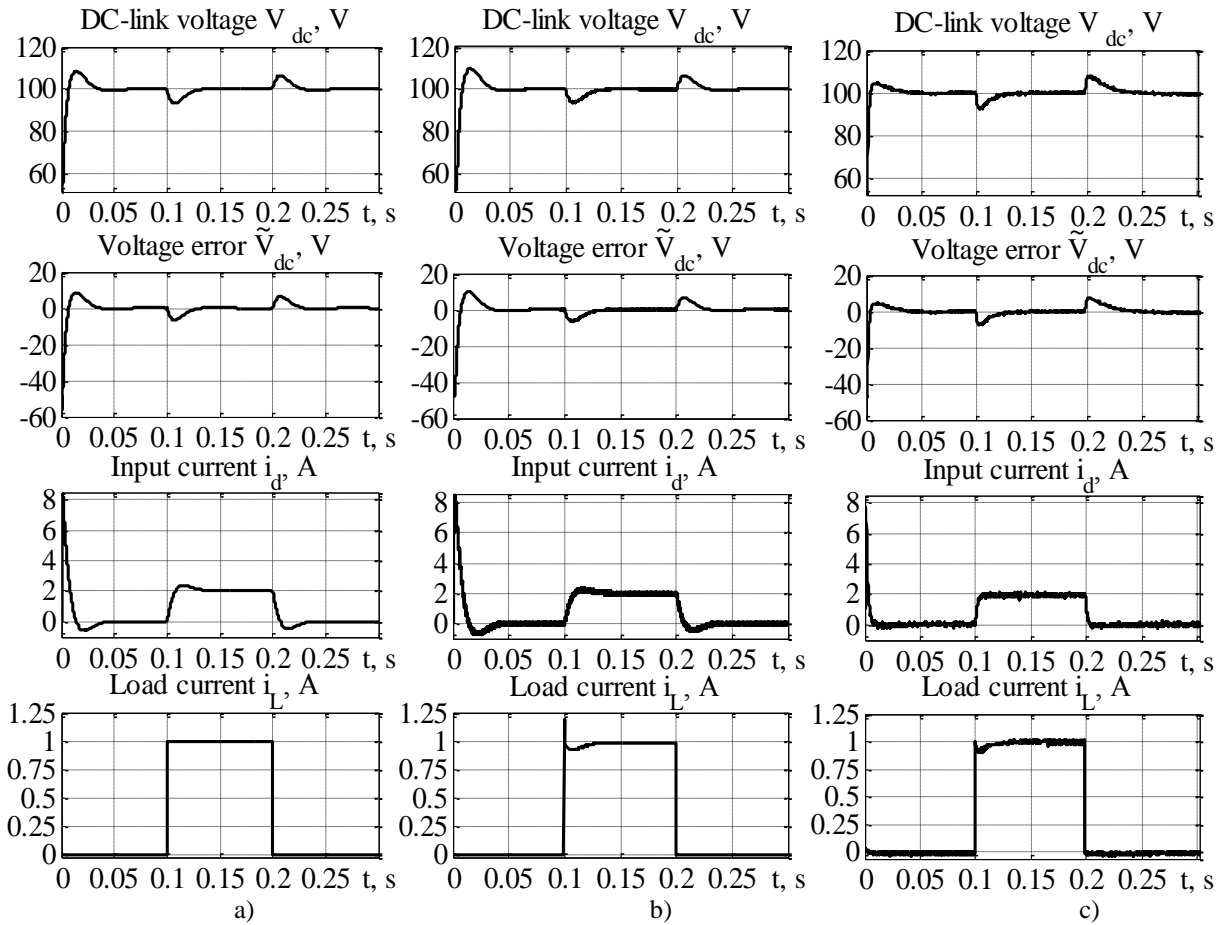 DC-link voltage V dc, V
120
100
80
60
0 0.05 0.1 0.15 0.2 0.25 t, s
Voltage error Ṽ dc, V
20
0
-20
-40
-60
0 0.05 0.1 0.15 0.2 0.25 t, s
Input current i d, A
8
6
4
2
0
0 0.05 0.1 0.15 0.2 0.25 t, s
Load current i L, A
1.25
1
0.75
0.5
0.25
0
0 0.05 0.1 0.15 0.2 0.25 t, s
a)
DC-link voltage V dc, V
120
100
80
60
0 0.05 0.1 0.15 0.2 0.25 t, s
Voltage error Ṽ dc, V
20
0
-20
-40
-60
0 0.05 0.1 0.15 0.2 0.25 t, s
Input current i d, A
8
6
4
2
0
0 0.05 0.1 0.15 0.2 0.25 t, s
Load current i L, A
1.25
1
0.75
0.5
0.25
0
0 0.05 0.1 0.15 0.2 0.25 t, s
b)
DC-link voltage V dc, V
120
100
80
60
0 0.05 0.1 0.15 0.2 0.25 t, s
Voltage error Ṽ dc, V
20
0
-20
-40
-60
0 0.05 0.1 0.15 0.2 0.25 t, s
Input current i d, A
8
6
4
2
0
0 0.05 0.1 0.15 0.2 0.25 t, s
Load current i L, A
1.25
1
0.75
0.5
0.25
0
0 0.05 0.1 0.15 0.2 0.25 t, s
c)